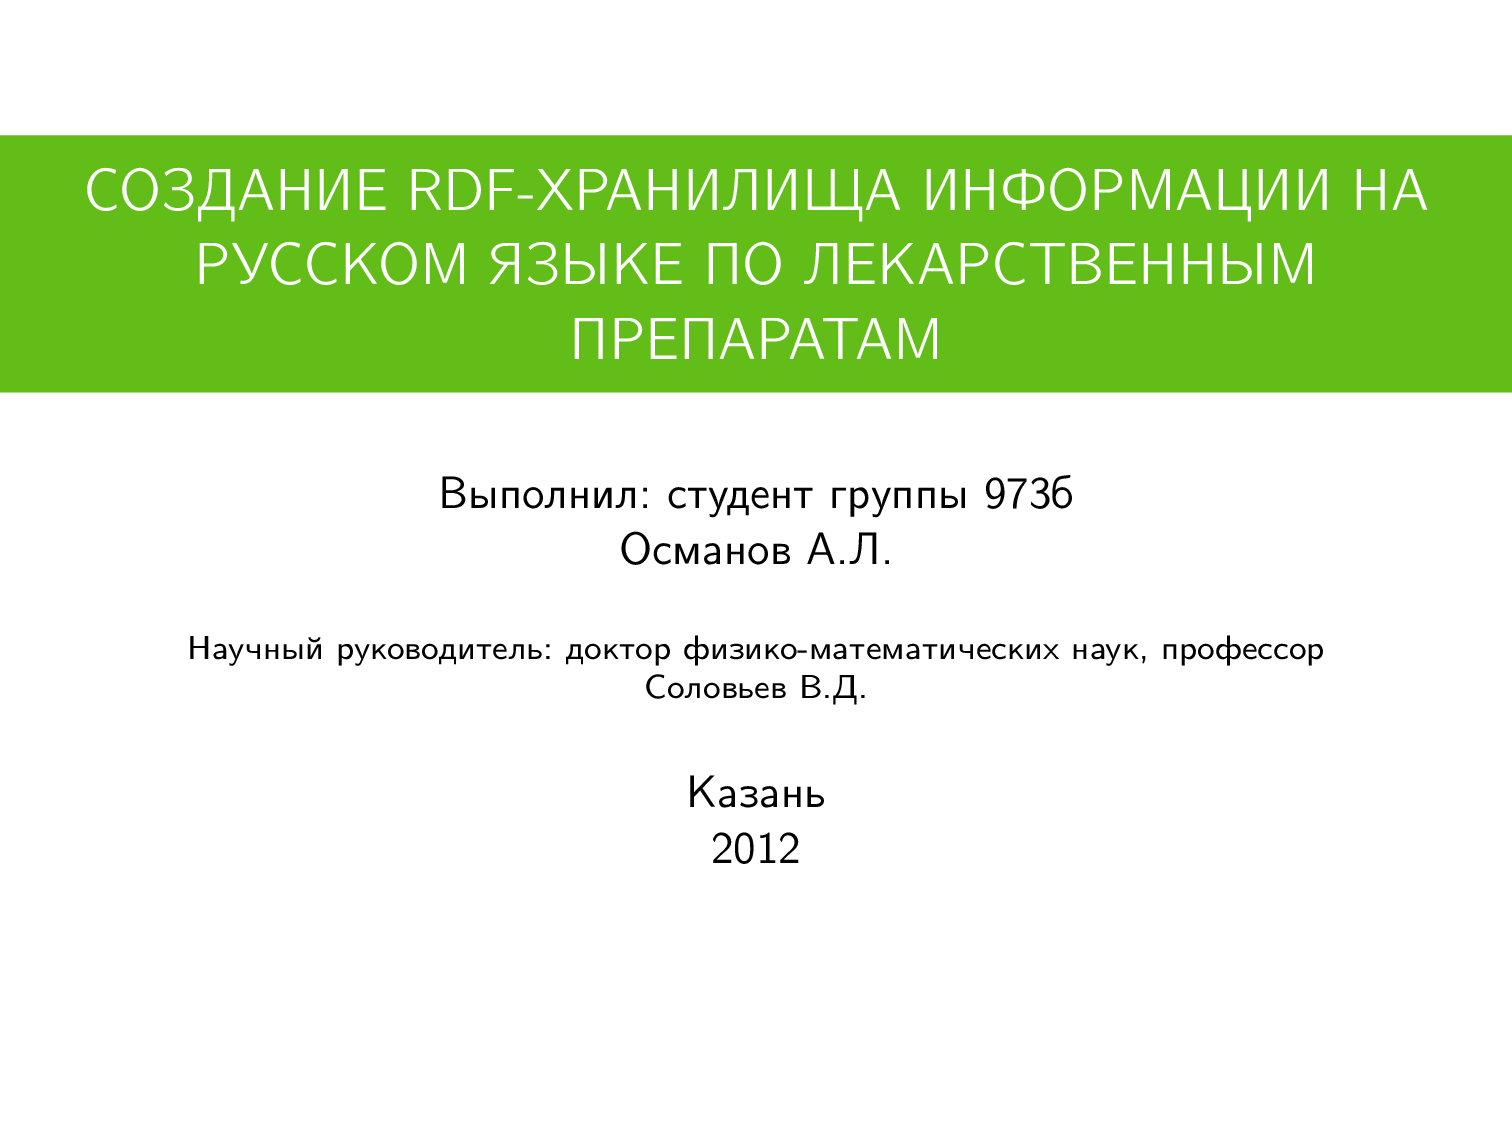 СОЗДАНИЕ RDF-ХРАНИЛИЩА ИНФОРМАЦИИ НА
РУССКОМ ЯЗЫКЕ ПО ЛЕКАРСТВЕННЫМ
ПРЕПАРАТАМ
Выполнил: студент группы 973б
Османов А.Л.
Научный руководитель: доктор физико-математических наук, профессор
Соловьев В.Д.
Казань
2012